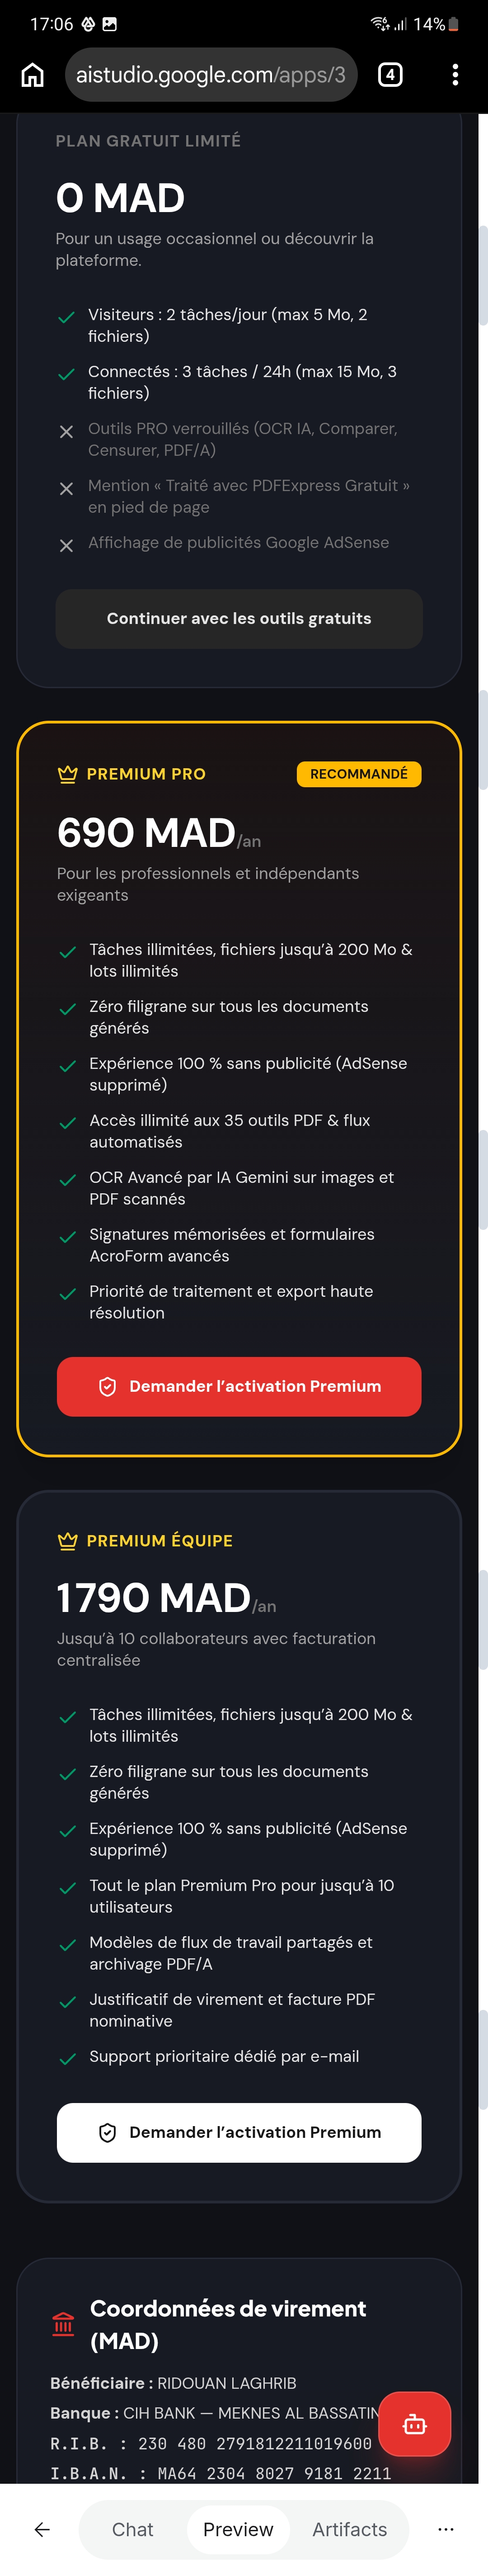 17:06
14%
aistudio.google.com/apps/3
4
PLAN GRATUIT LIMITÉ
0 MAD
Pour un usage occasionnel ou découvrir la
plateforme.
Visiteurs : 2 tâches/jour (max 5 Mo, 2
fichiers)
Connectés : 3 tâches / 24h (max 15 Mo, 3
fichiers)
Outils PRO verrouillés (OCR IA, Comparer,
Censurer, PDF/A)
Mention « Traité avec PDFExpress Gratuit »
en pied de page
Affichage de publicités Google AdSense
Continuer avec les outils gratuits
PREMIUM PRO
RECOMMANDÉ
690 MAD/an
Pour les professionnels et indépendants
exigeants
Tâches illimitées, fichiers jusqu’à 200 Mo &
lots illimités
Zéro filigrane sur tous les documents
générés
Expérience 100 % sans publicité (AdSense
supprimé)
Accès illimité aux 35 outils PDF & flux
automatisés
OCR Avancé par IA Gemini sur images et
PDF scannés
Signatures mémorisées et formulaires
AcroForm avancés
Priorité de traitement et export haute
résolution
Demander l’activation Premium
PREMIUM ÉQUIPE
1 790 MAD/an
Jusqu’à 10 collaborateurs avec facturation
centralisée
Tâches illimitées, fichiers jusqu’à 200 Mo &
lots illimités
Zéro filigrane sur tous les documents
générés
Expérience 100 % sans publicité (AdSense
supprimé)
Tout le plan Premium Pro pour jusqu’à 10
utilisateurs
Modèles de flux de travail partagés et
archivage PDF/A
Justificatif de virement et facture PDF
nominative
Support prioritaire dédié par e-mail
Demander l’activation Premium
Coordonnées de virement
(MAD)
Bénéficiaire : RIDOUAN LAGHRIB
Banque : CIH BANK — MEKNES AL BASSATIN
R.I.B. : 230 480 2791812211019600
I.B.A.N. : MA64 2304 8027 9181 2211
Chat
Preview
Artifacts